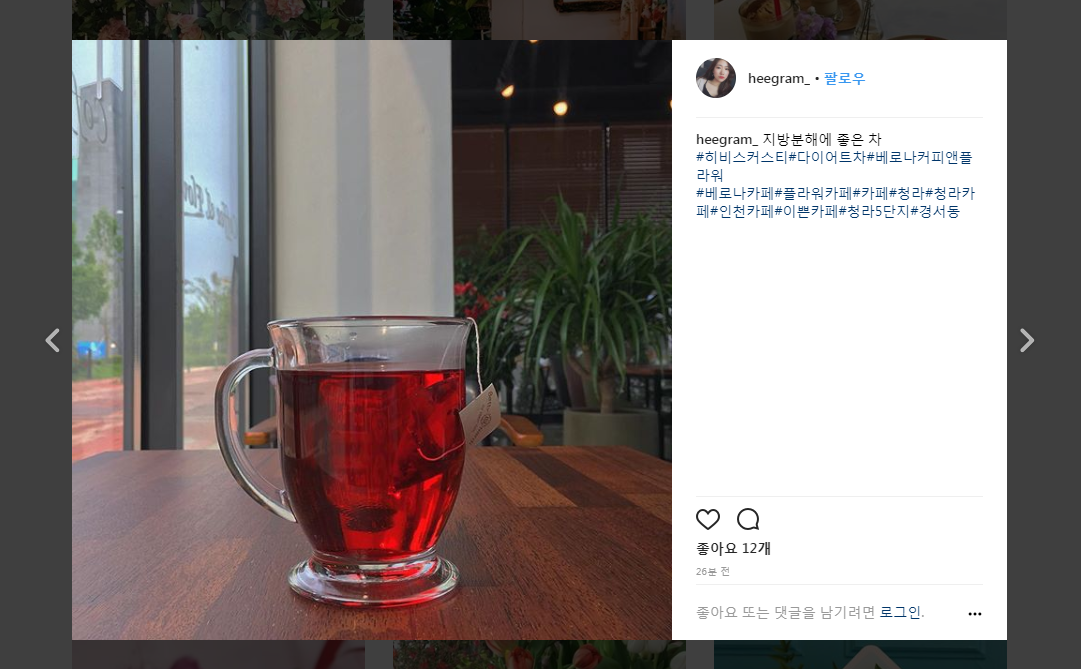 heegram_ • 팔로우
heegram_ 지방분해에 좋은 차
#히비스커스티#다이어트차#베로나커피앤플
라워
#베로나카페#플라워카페#카페#청라#청라카
페#인천카페#이쁜카페#청라5단지#경서동
좋아요 12개
26분 전
좋아요 또는 댓글을 남기려면 로그인.